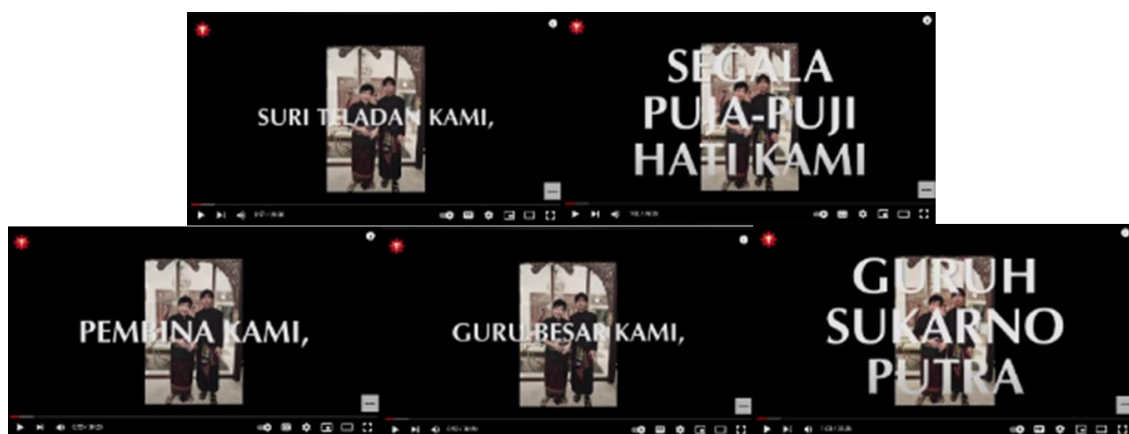 SURI TELADAN KAMI,
SEGALA
PUJA-PUJI
HATI KAMI
PEMBINA KAMI,
GURU BESAR KAMI,
GURUH
SUKARNO
PUTRA